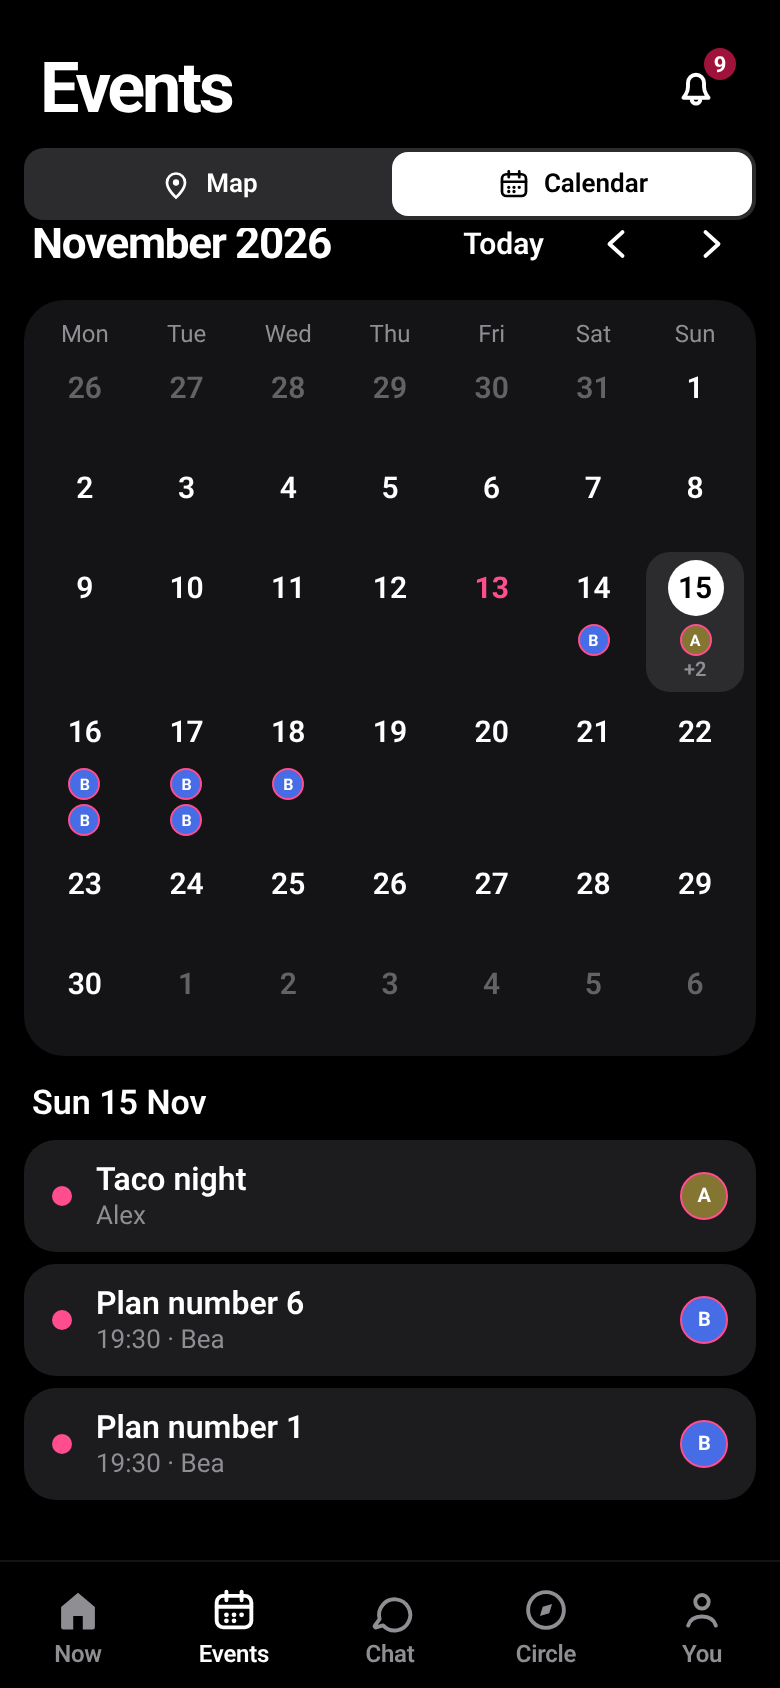 Events
9
Map
Calendar
November 2026
Today
Mon Tue Wed Thu Fri Sat Sun
26 27 28 29 30 31 1
2 3 4 5 6 7 8
9 10 11 12 13 14 15
B A
+2
16 17 18 19 20 21 22
B B B
B B
23 24 25 26 27 28 29
30 1 2 3 4 5 6
Sun 15 Nov
Taco night
Alex
A
Plan number 6
19:30 · Bea
B
Plan number 1
19:30 · Bea
B
Now Events Chat Circle You